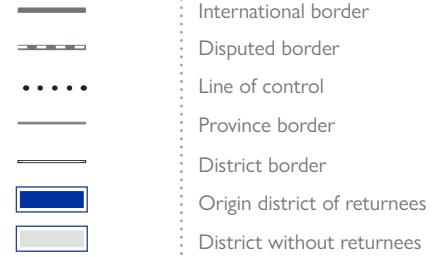 International border
Disputed border
Line of control
Province border
District border
Origin district of returnees
District without returnees